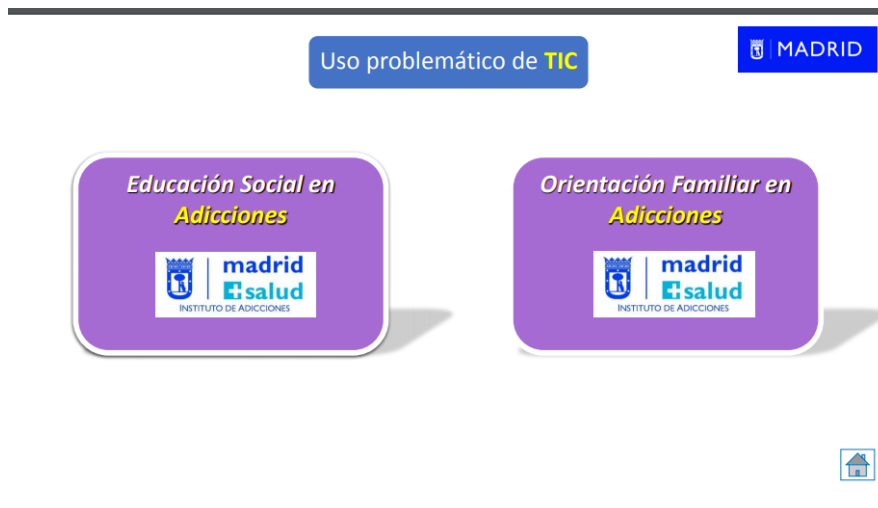 Uso problemático de TIC
MADRID
Educación Social en
Adicciones
madrid
salud
INSTITUTO DE ADICCIONES
Orientación Familiar en
Adicciones
madrid
salud
INSTITUTO DE ADICCIONES